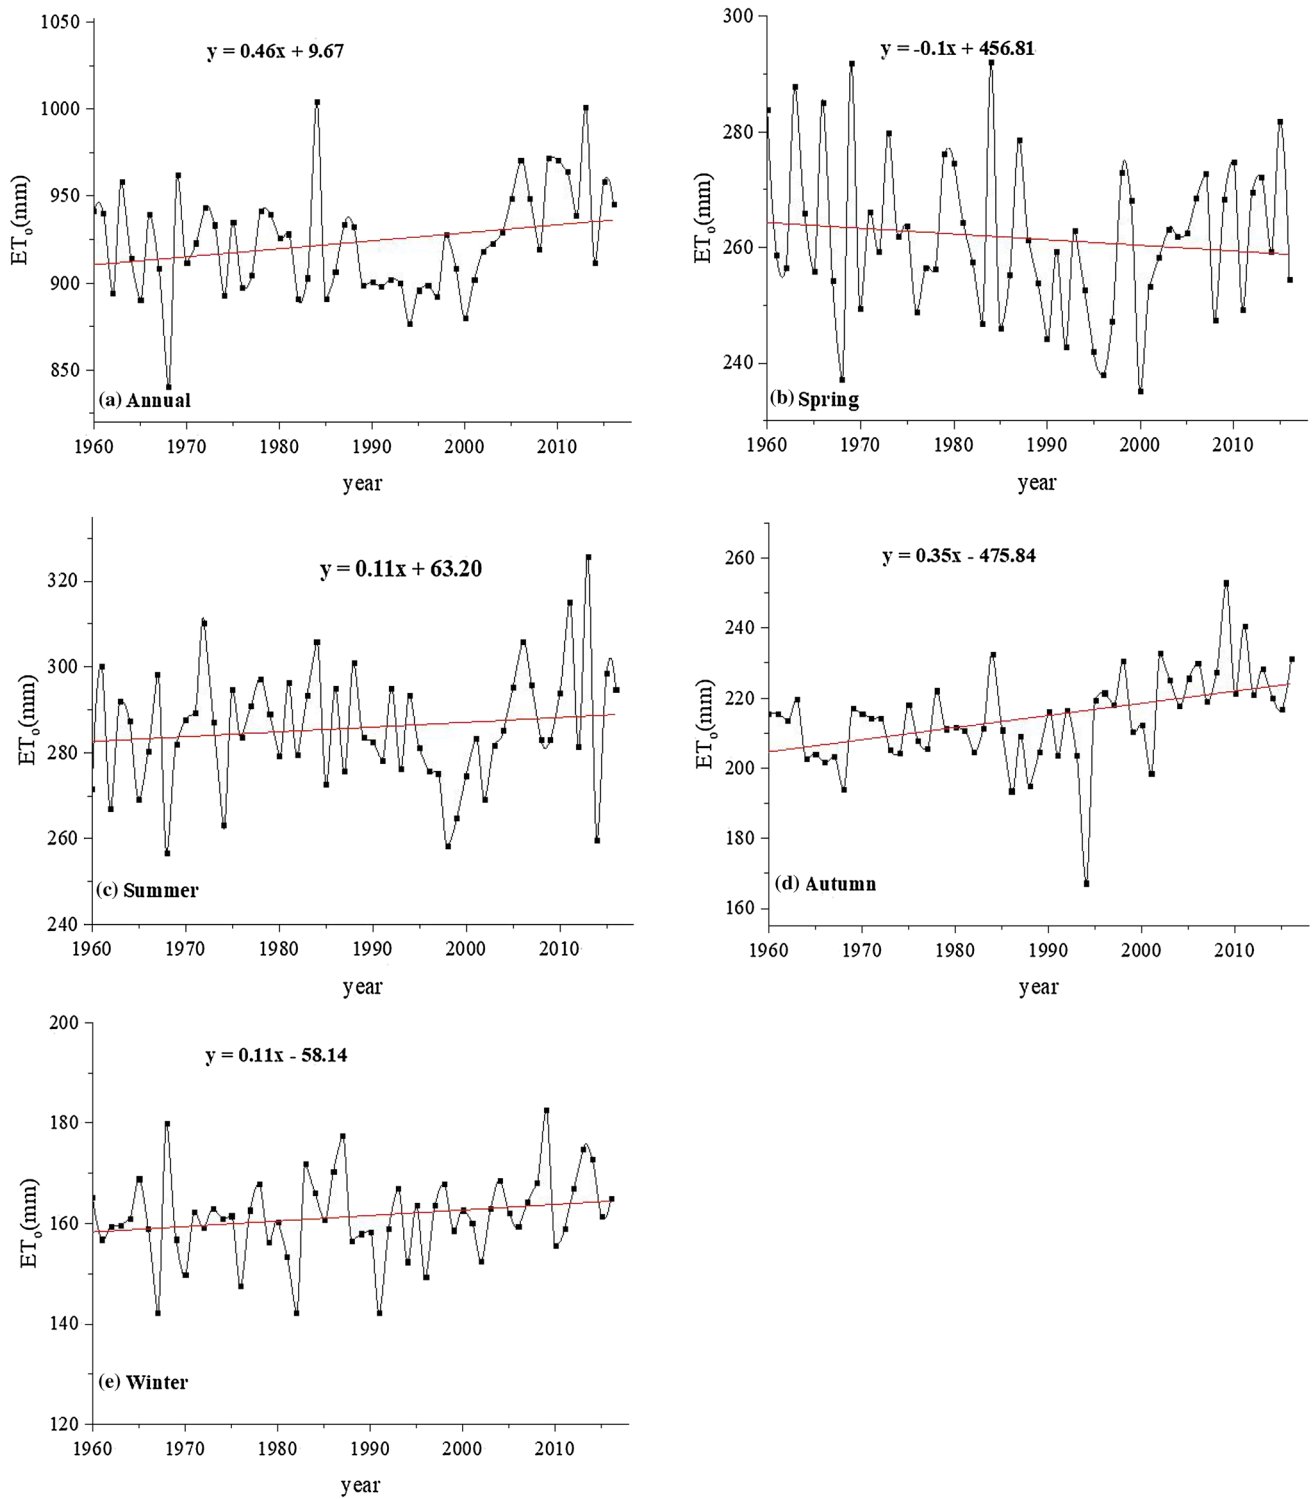 1050
1000
950
900
850
ET₀(mm)
y = 0.46x + 9.67
(a) Annual
1960 1970 1980 1990 2000 2010
year
300
280
260
240
ET₀(mm)
y = -0.1x + 456.81
(b) Spring
1960 1970 1980 1990 2000 2010
year
320
300
280
260
240
ET₀(mm)
y = 0.11x + 63.20
(c) Summer
1960 1970 1980 1990 2000 2010
year
260
240
220
200
180
160
ET₀(mm)
y = 0.35x - 475.84
(d) Autumn
1960 1970 1980 1990 2000 2010
year
200
180
160
140
120
ET₀(mm)
y = 0.11x - 58.14
(e) Winter
1960 1970 1980 1990 2000 2010
year